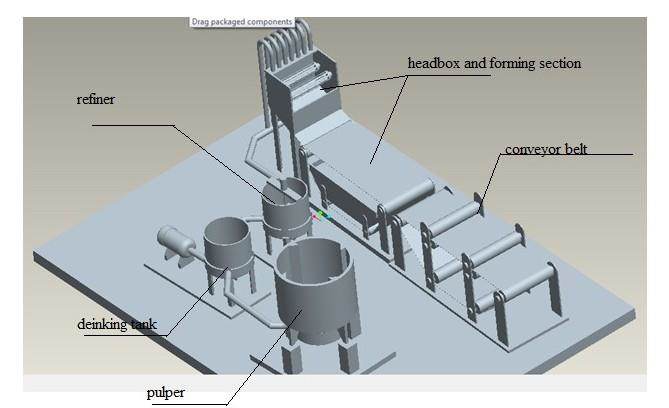 Drag packaged components
headbox and forming section
refiner
conveyor belt
deinking tank
pulper